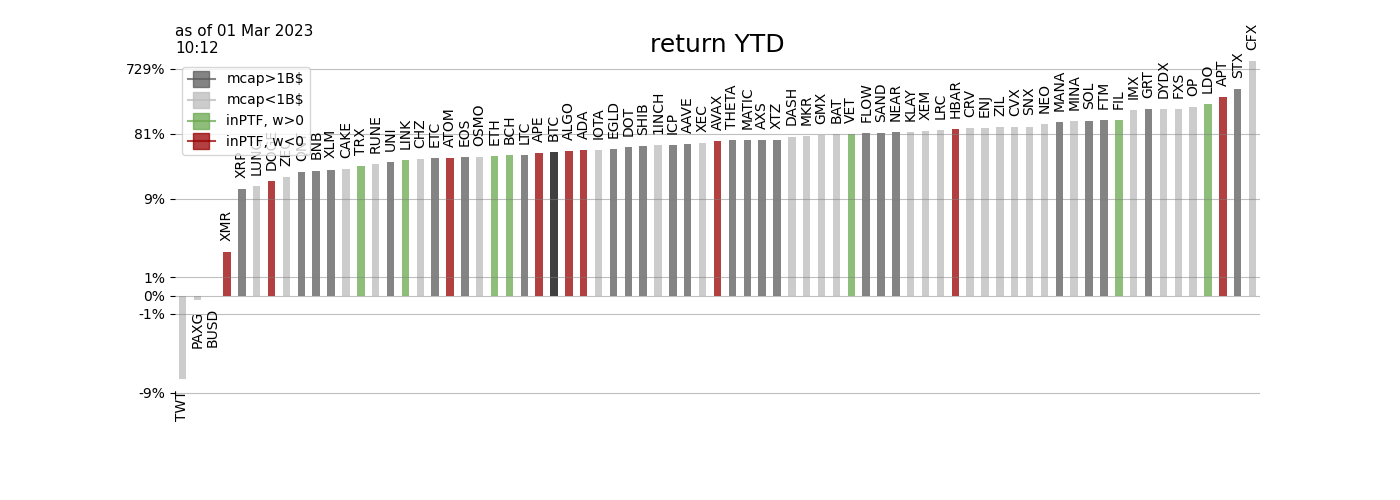 as of 01 Mar 2023
10:12
return YTD
mcap>1B$
mcap<1B$
inPTF, w>0
inPTF, w<0
729%
81%
9%
1%
0%
-1%
-9%
TWT
PAXG
BUSD
XMR
XRP
LUNC
DOGE
BNB
XLM
CAKE
TRX
RUNE
UNI
LINK
CHZ
ETC
ATOM
EOS
OSMO
ETH
BCH
LTC
APE
BTC
ALGO
ADA
IOTA
EGLD
DOT
SHIB
1INCH
ICP
AAVE
XEC
AVAX
THETA
MATIC
AXS
XTZ
DASH
MKR
GMX
BAT
VET
FLOW
SAND
NEAR
KLAY
XEM
LRC
HBAR
CRV
ENJ
ZIL
CVX
SNX
NEO
MANA
MINA
SOL
FTM
FIL
IMX
GRT
DYDX
FXS
OP
LDO
APT
STX
CFX